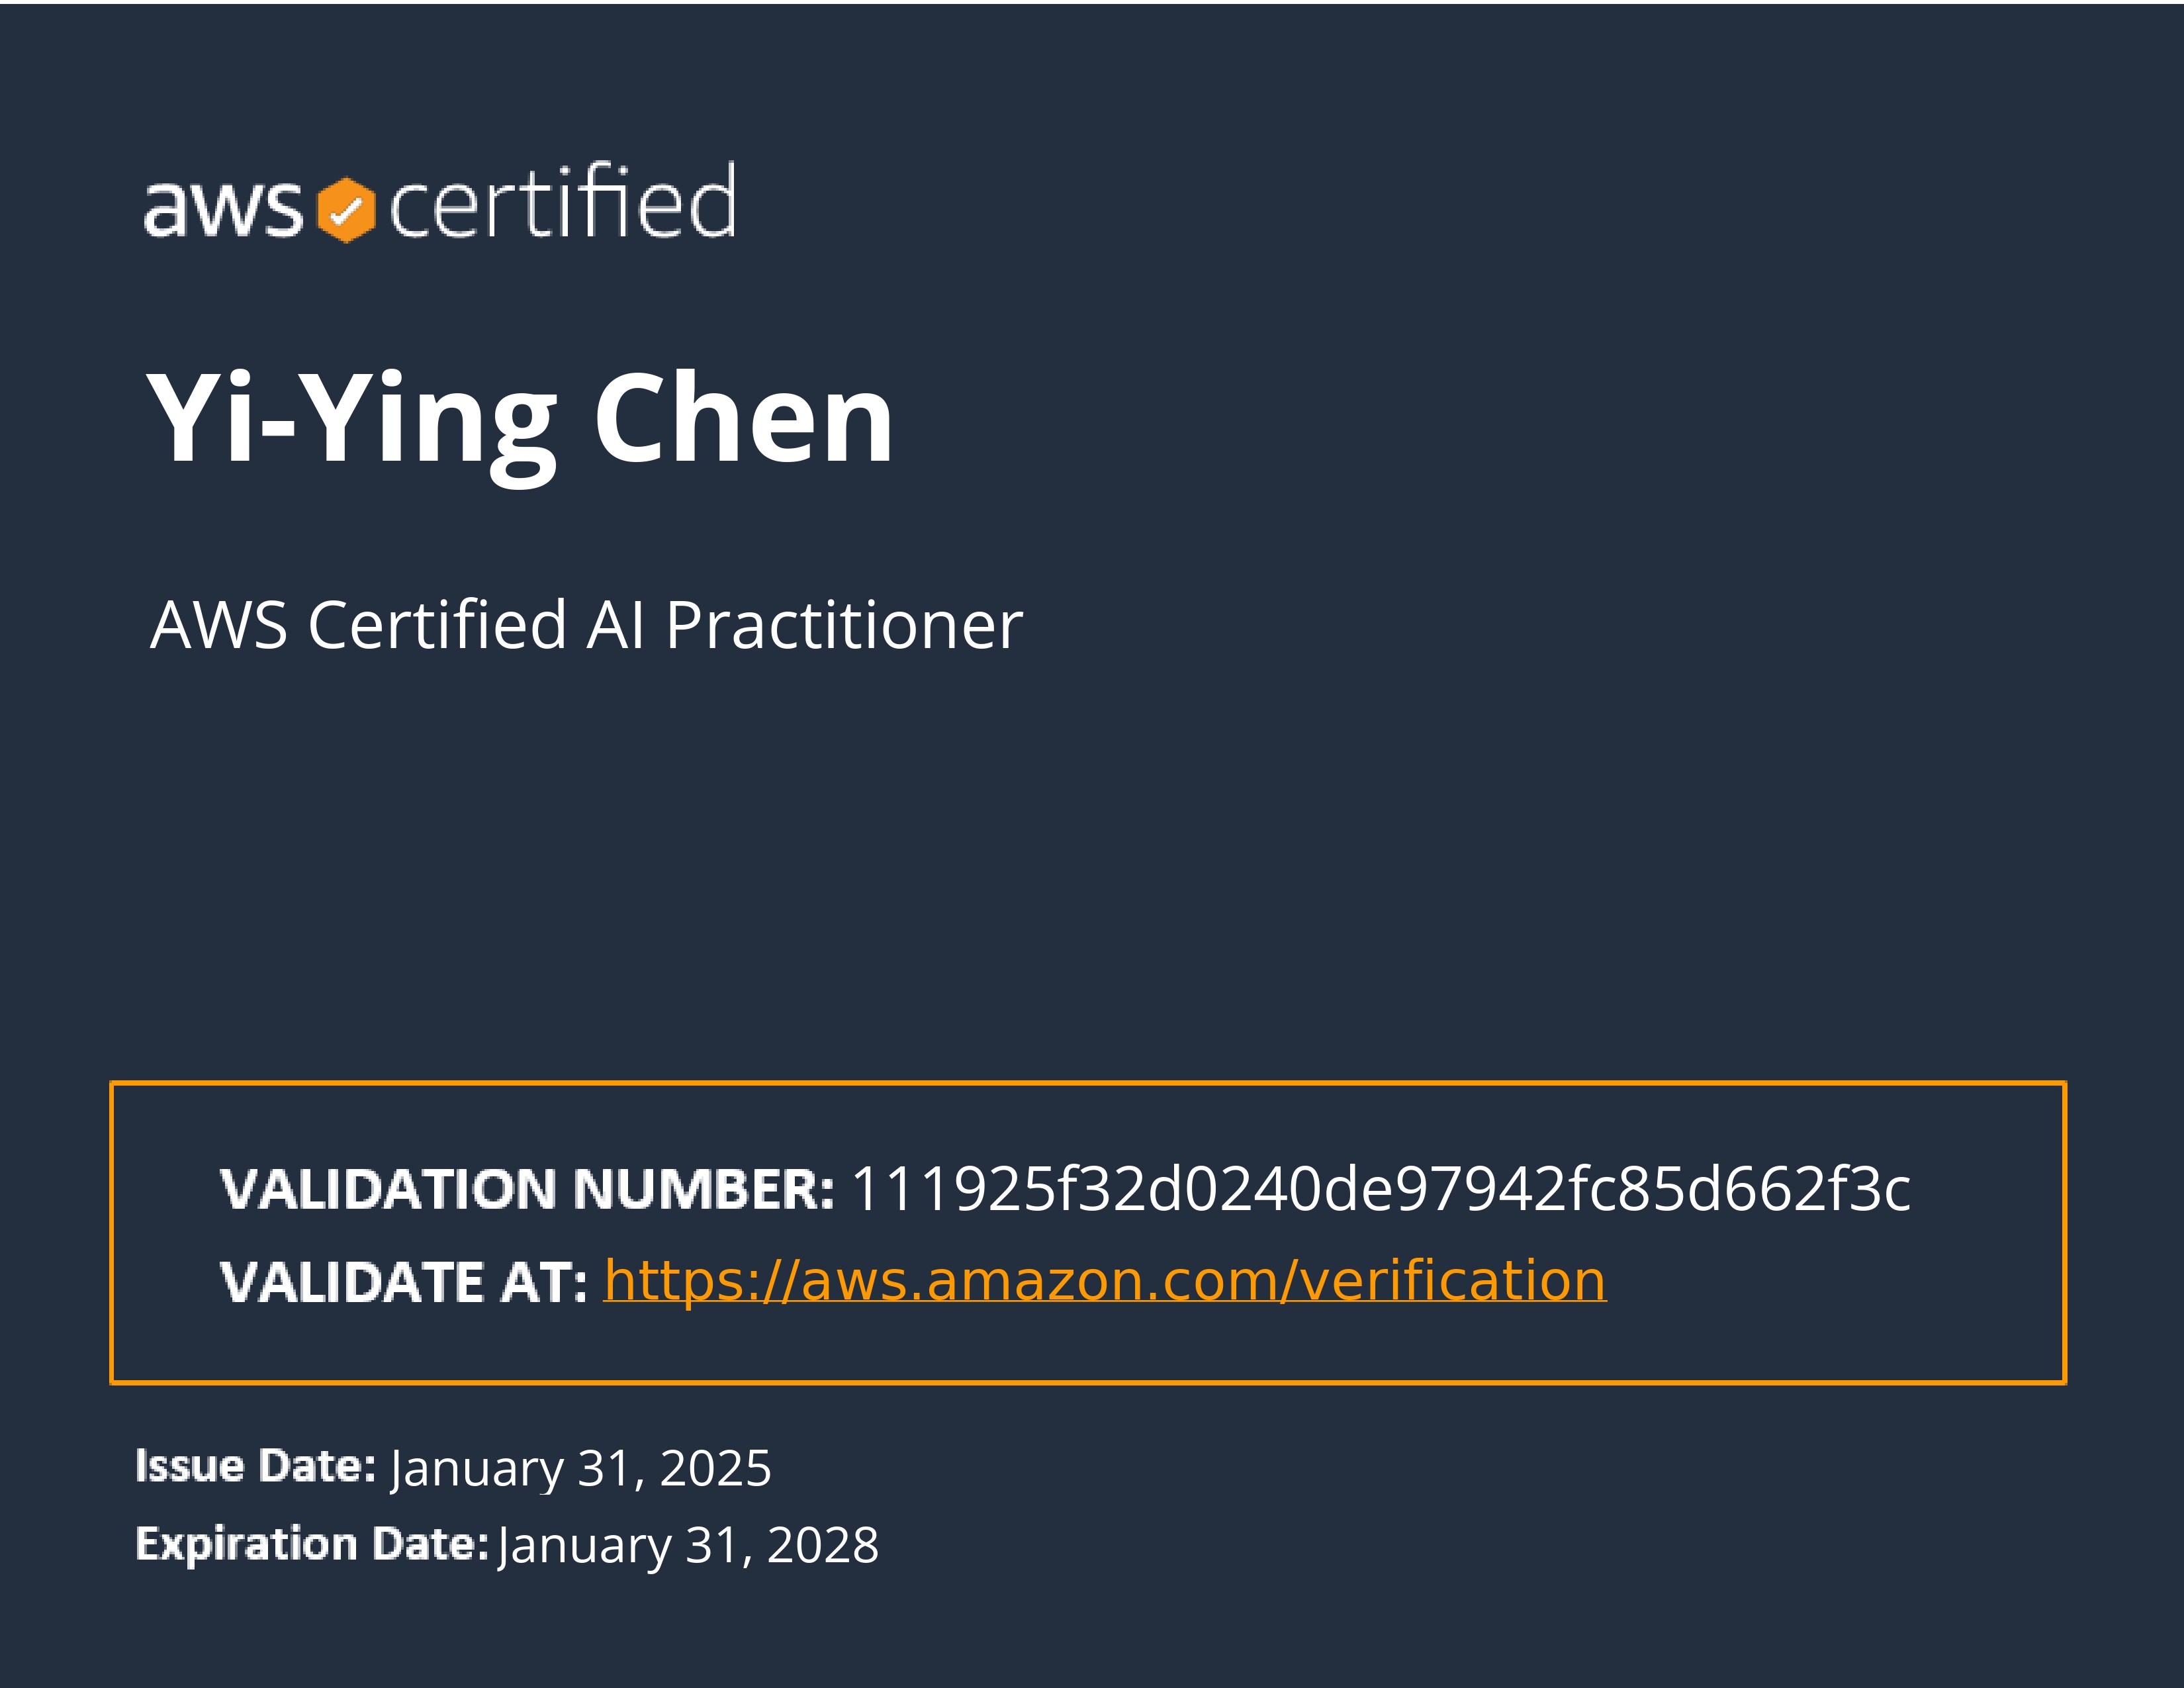 aws certified
Yi-Ying Chen
AWS Certified AI Practitioner
VALIDATION NUMBER: 111925f32d0240de97942fc85d662f3c
VALIDATE AT: https://aws.amazon.com/verification
Issue Date: January 31, 2025
Expiration Date: January 31, 2028